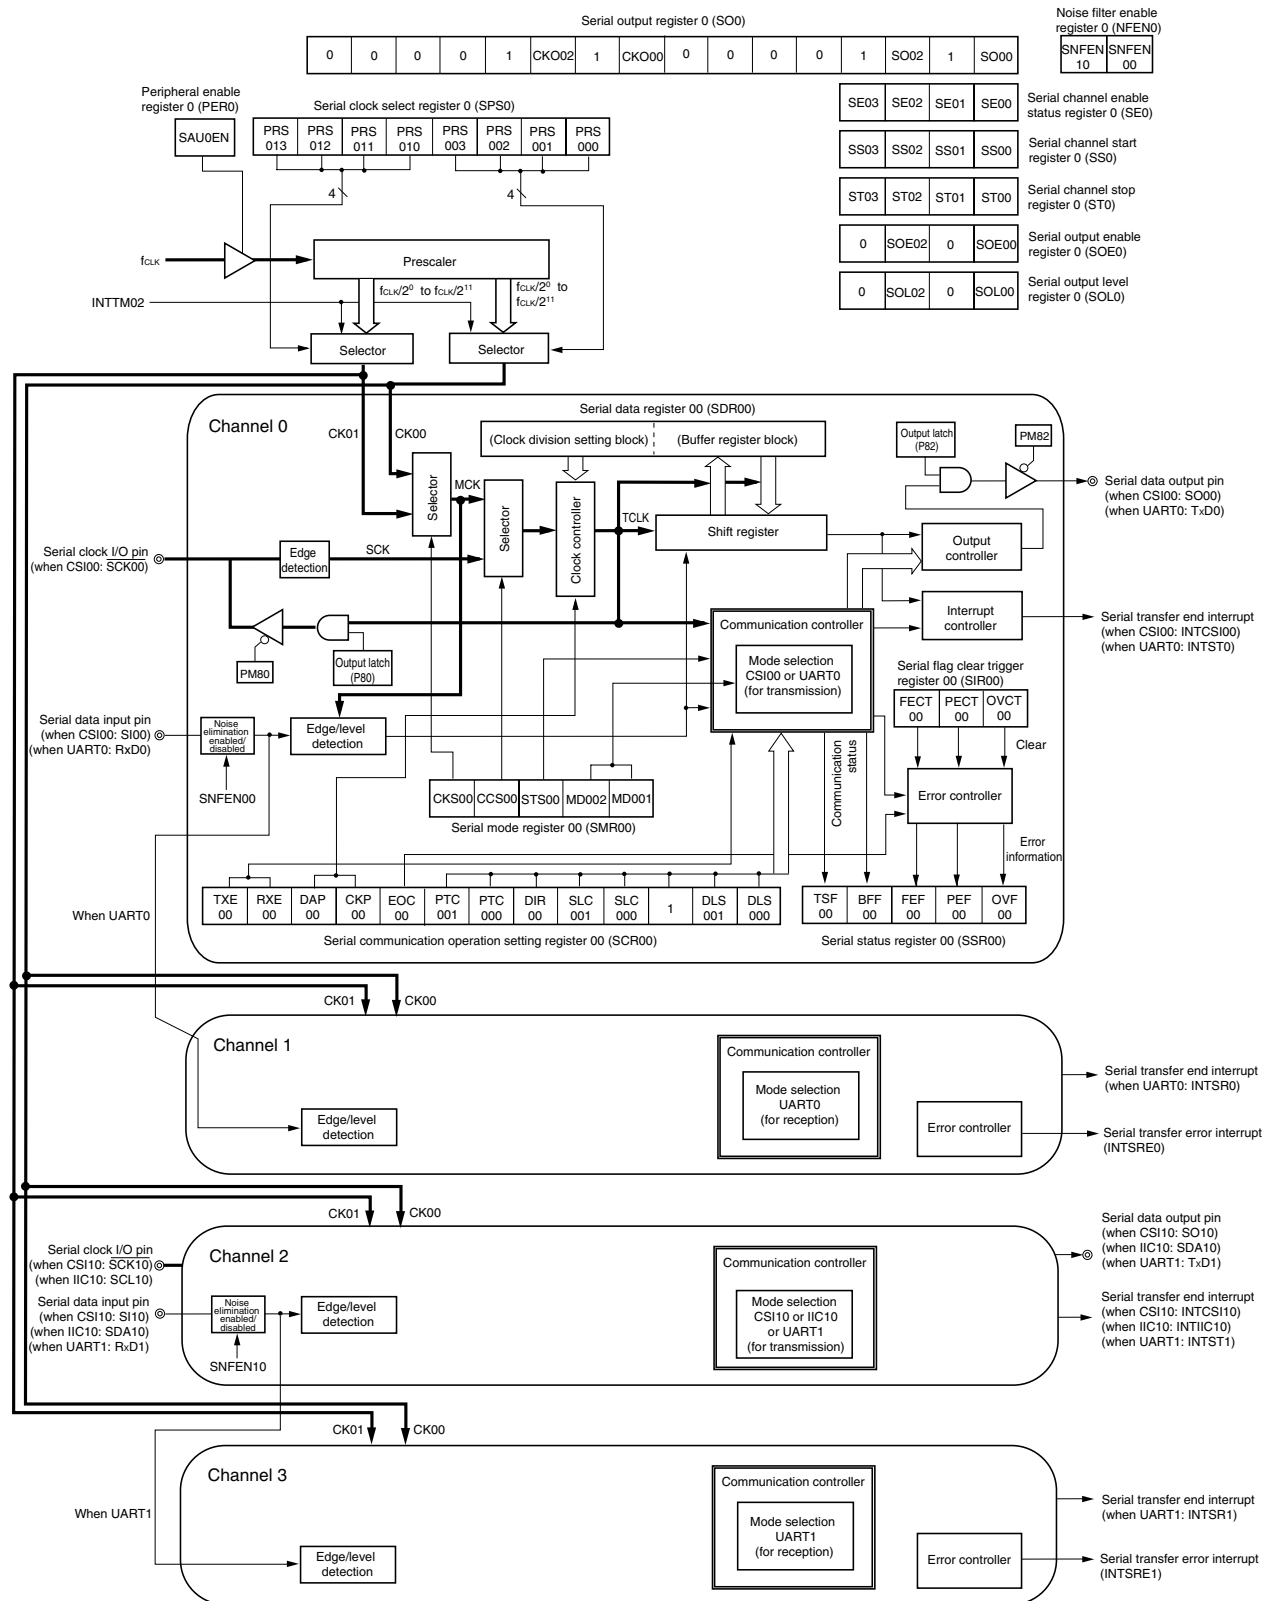 Serial output register 0 (SO0)
0 0 0 0 1 CKO02 1 CKO00 0 0 0 0 1 SO02 1 SO00
Noise filter enable
register 0 (NFEN0)
SNFEN
10
SNFEN
00
Peripheral enable
register 0 (PER0)
SAU0EN
Serial clock select register 0 (SPS0)
PRS
013
PRS
012
PRS
011
PRS
010
PRS
003
PRS
002
PRS
001
PRS
000
4
4
SE03 SE02 SE01 SE00
Serial channel enable
status register 0 (SE0)
SS03 SS02 SS01 SS00
Serial channel start
register 0 (SS0)
ST03 ST02 ST01 ST00
Serial channel stop
register 0 (ST0)
0 SOE02 0 SOE00
Serial output enable
register 0 (SOE0)
0 SOL02 0 SOL00
Serial output level
register 0 (SOL0)
fCLK
Prescaler
fCLK/2⁰ to fCLK/2¹¹
fCLK/2⁰ to
fCLK/2¹¹
INTTM02
Selector
Selector
Channel 0
CK01
CK00
Serial data register 00 (SDR00)
(Clock division setting block)
(Buffer register block)
Output latch
(P82)
PM82
Serial data output pin
(when CSI00: SO00)
(when UART0: TxD0)
Selector
MCK
Selector
Clock controller
TCLK
Shift register
Output
controller
Serial clock I/O pin
(when CSI00: SCK00)
Edge
detection
SCK
Communication controller
Mode selection
CSI00 or UART0
(for transmission)
Interrupt
controller
Serial transfer end interrupt
(when CSI00: INTCSI00)
(when UART0: INTST0)
PM80
Output latch
(P80)
Serial flag clear trigger
register 00 (SIR00)
FECT
00
PECT
00
OVCT
00
Clear
Serial data input pin
(when CSI00: SI00)
(when UART0: RxD0)
Noise
elimination
enabled/
disabled
Edge/level
detection
SNFEN00
CKS00 CCS00 STS00 MD002 MD001
Serial mode register 00 (SMR00)
Communication
status
Error controller
Error
information
When UART0
TXE
00
RXE
00
DAP
00
CKP
00
EOC
00
PTC
001
PTC
000
DIR
00
SLC
001
SLC
000
1
DLS
001
DLS
000
Serial communication operation setting register 00 (SCR00)
TSF
00
BFF
00
FEF
00
PEF
00
OVF
00
Serial status register 00 (SSR00)
CK01
CK00
Channel 1
Communication controller
Mode selection
UART0
(for reception)
Edge/level
detection
Error controller
Serial transfer end interrupt
(when UART0: INTSR0)
Serial transfer error interrupt
(INTSRE0)
CK01
CK00
Channel 2
Serial clock I/O pin
(when CSI10: SCK10)
(when IIC10: SCL10)
Serial data input pin
(when CSI10: SI10)
(when IIC10: SDA10)
(when UART1: RxD1)
Noise
elimination
enabled/
disabled
Edge/level
detection
SNFEN10
Communication controller
Mode selection
CSI10 or IIC10
or UART1
(for transmission)
Serial data output pin
(when CSI10: SO10)
(when IIC10: SDA10)
(when UART1: TxD1)
Serial transfer end interrupt
(when CSI10: INTCSI10)
(when IIC10: INTIIC10)
(when UART1: INTST1)
CK01
CK00
Channel 3
When UART1
Communication controller
Mode selection
UART1
(for reception)
Edge/level
detection
Error controller
Serial transfer end interrupt
(when UART1: INTSR1)
Serial transfer error interrupt
(INTSRE1)